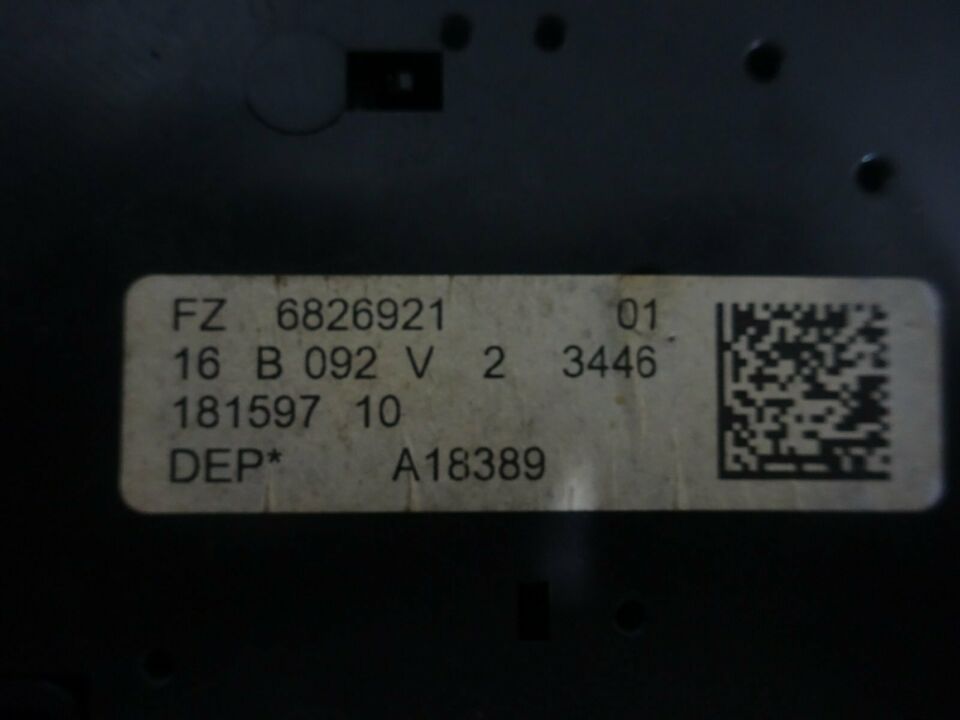 FZ 6826921 01
16 B 092 V 2 3446
181597 10
DEP* A18389